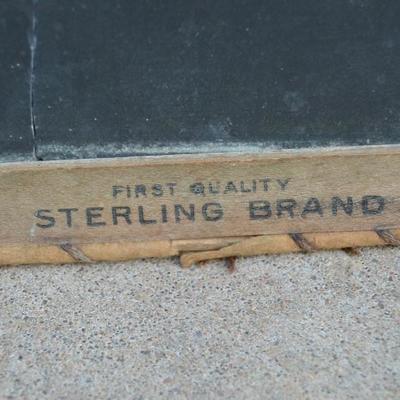 FIRST QUALITY
STERLING BRAND